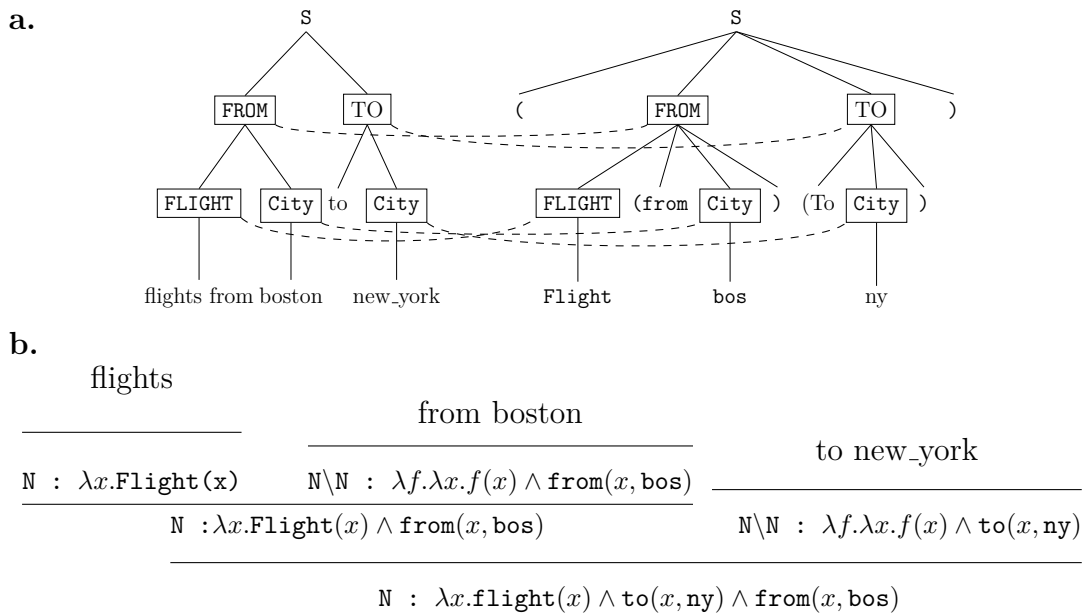 a.
S S
FROM TO ( FROM TO )
FLIGHT City to City FLIGHT (from City ) (To City )
flights from boston new_york Flight bos ny
b.
flights
from boston
to new_york
N : λx.Flight(x) N\N : λf.λx.f(x) ∧ from(x, bos)
N :λx.Flight(x) ∧ from(x, bos) N\N : λf.λx.f(x) ∧ to(x, ny)
N : λx.flight(x) ∧ to(x, ny) ∧ from(x, bos)